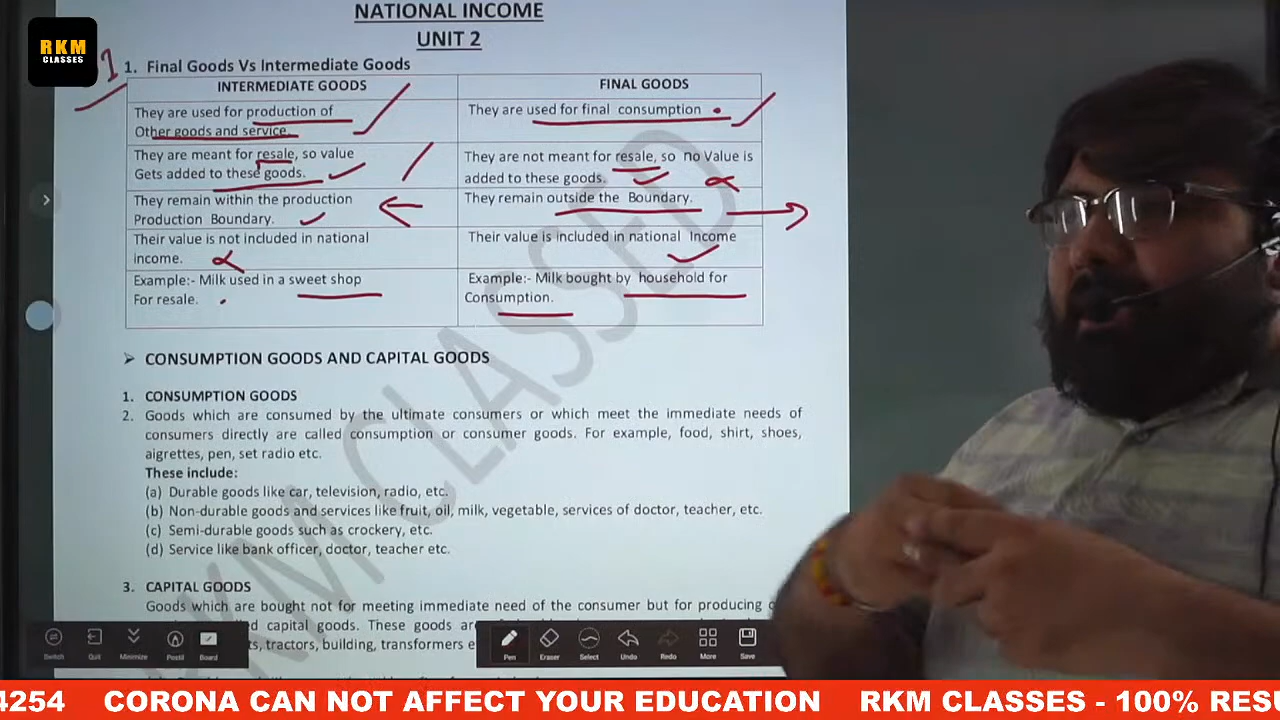 NATIONAL INCOME
UNIT 2
RKM
CLASSES
1
1. Final Goods Vs Intermediate Goods
INTERMEDIATE GOODS
FINAL GOODS
They are used for production of
Other goods and service.
They are used for final consumption
They are meant for resale, so value
Gets added to these goods.
They are not meant for resale, so no Value is
added to these goods.
They remain within the production
Production Boundary.
They remain outside the Boundary.
Their value is not included in national
income.
Their value is included in national Income
Example:- Milk used in a sweet shop
For resale.
Example:- Milk bought by household for
Consumption.
CONSUMPTION GOODS AND CAPITAL GOODS
1. CONSUMPTION GOODS
2. Goods which are consumed by the ultimate consumers or which meet the immediate needs of
consumers directly are called consumption or consumer goods. For example, food, shirt, shoes,
aigrettes, pen, set radio etc.
These include:
(a) Durable goods like car, television, radio, etc.
(b) Non-durable goods and services like fruit, oil, milk, vegetable, services of doctor, teacher, etc.
(c) Semi-durable goods such as crockery, etc.
(d) Service like bank officer, doctor, teacher etc.
3. CAPITAL GOODS
Goods which are bought not for meeting immediate need of the consumer but for producing
capital goods. These goods
tractors, building, transformers
RKM CLASSED
Switch
Quit
Minimize
Postil
Board
Pen
Eraser
Select
Undo
Redo
More
Save
4254 CORONA CAN NOT AFFECT YOUR EDUCATION RKM CLASSES - 100% RESU